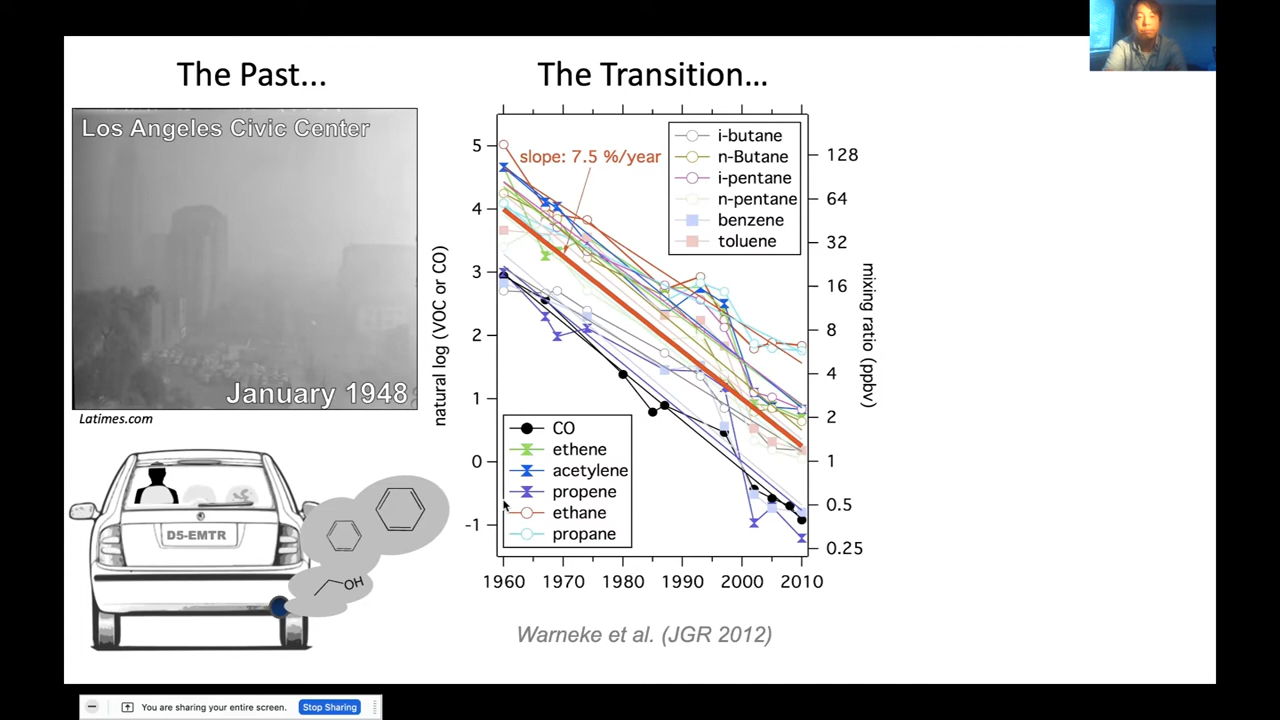 The Past...
The Transition...
Los Angeles Civic Center
January 1948
Latimes.com
D5-EMTR
OH
slope: 7.5 %/year
i-butane
n-Butane
i-pentane
n-pentane
benzene
toluene
CO
ethene
acetylene
propene
ethane
propane
natural log (VOC or CO)
5
4
3
2
1
0
-1
mixing ratio (ppbv)
128
64
32
16
8
4
2
1
0.5
0.25
1960 1970 1980 1990 2000 2010
Warneke et al. (JGR 2012)
You are sharing your entire screen.
Stop Sharing